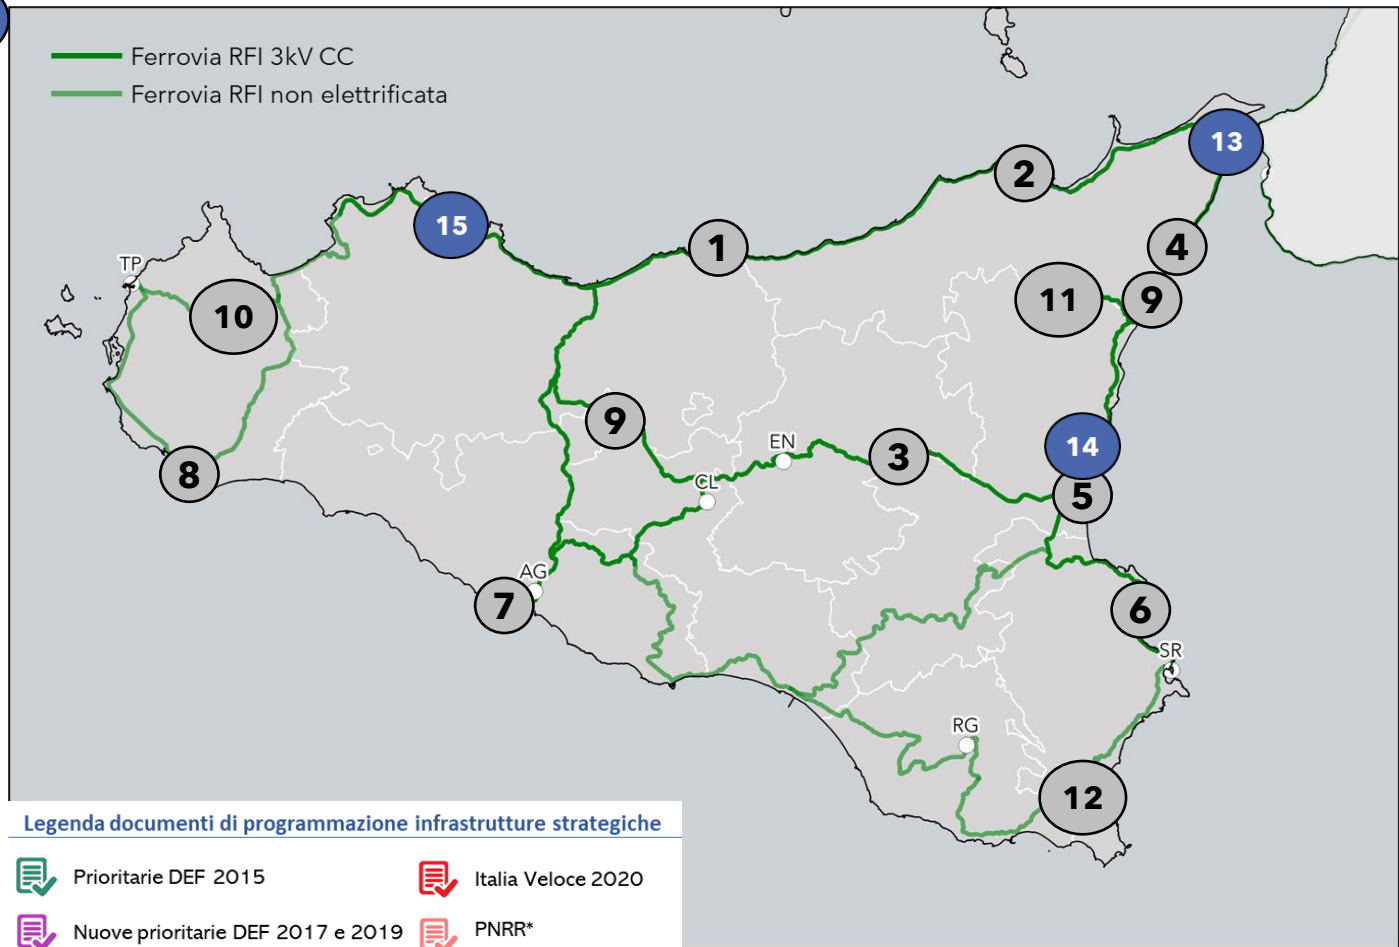 Ferrovia RFI 3kV CC
Ferrovia RFI non elettrificata
13
2
15
1
4
TP
11
9
10
9
EN
14
3
8
CL
5
AG
7
6
SR
RG
12
Legenda documenti di programmazione infrastrutture strategiche
Prioritarie DEF 2015
Italia Veloce 2020
Nuove prioritarie DEF 2017 e 2019
PNRR*